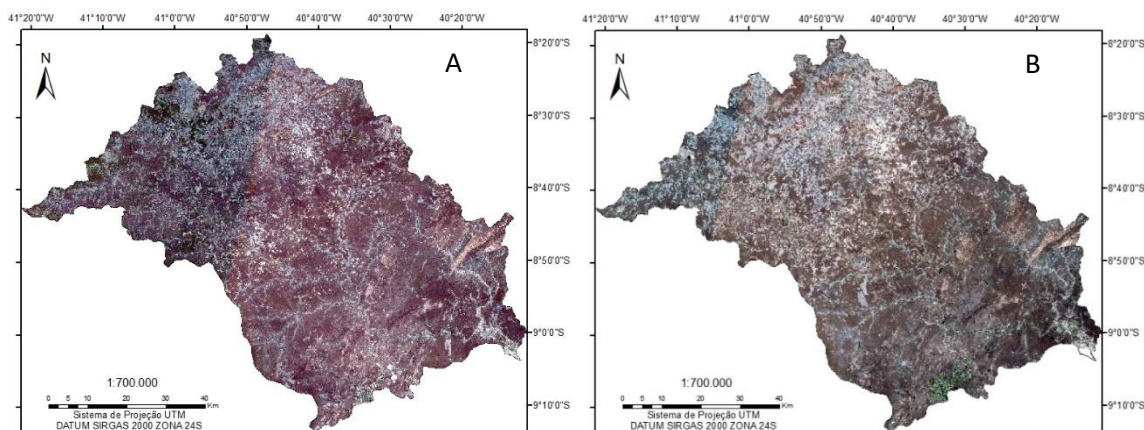 41°20'0"W 41°10'0"W 41°0'0"W 40°50'0"W 40°40'0"W 40°30'0"W 40°20'0"W
A
N
8°20'0"S
8°30'0"S
8°40'0"S
8°50'0"S
9°0'0"S
9°10'0"S
1:700.000
0 5 10 20 30 40
Km
Sistema de Projeção UTM
DATUM SIRGAS 2000 ZONA 24S
41°20'0"W 41°10'0"W 41°0'0"W 40°50'0"W 40°40'0"W 40°30'0"W 40°20'0"W
B
N
8°20'0"S
8°30'0"S
8°40'0"S
8°50'0"S
9°0'0"S
9°10'0"S
1:700.000
0 5 10 20 30 40
Km
Sistema de Projeção UTM
DATUM SIRGAS 2000 ZONA 24S